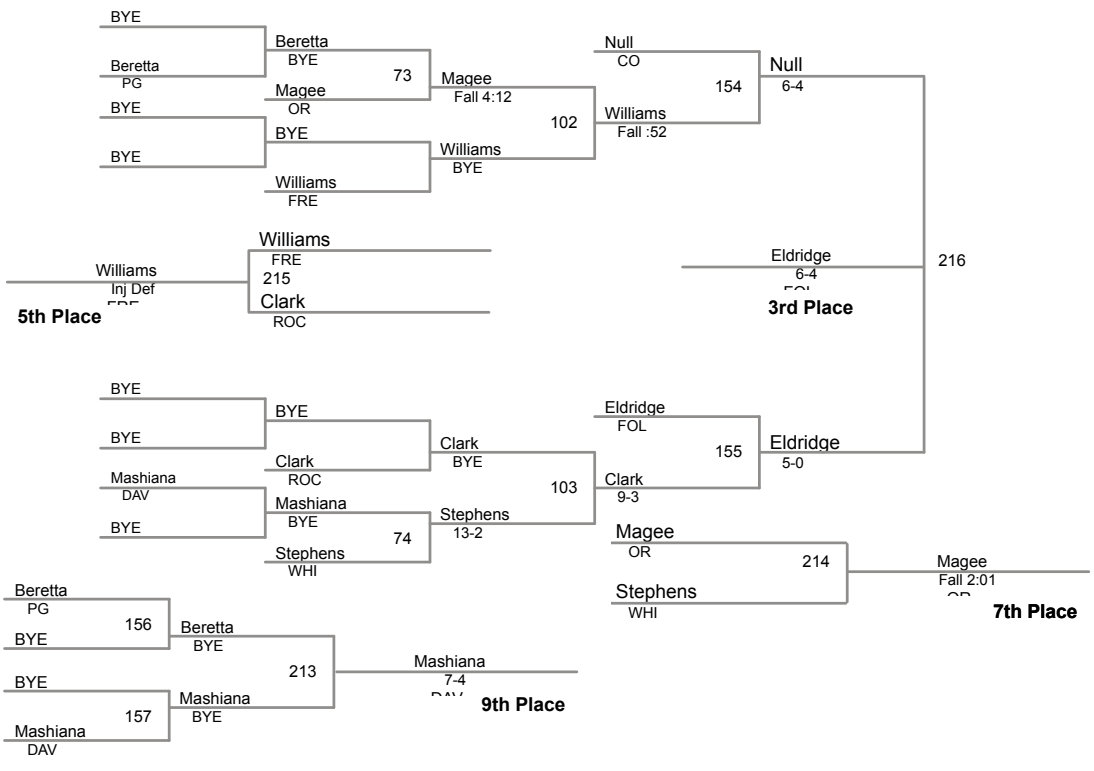 BYE
Beretta
PG
BYE
BYE
Beretta
BYE
73
Magee
OR
BYE
Williams
FRE
Magee
Fall 4:12
102
Williams
BYE
Null
CO
154
Williams
Fall :52
Null
6-4
216
Eldridge
6-4
FOL
3rd Place
Williams
FRE
215
Clark
ROC
Williams
Inj Def
FRE
5th Place
BYE
BYE
Mashiana
DAV
BYE
BYE
Clark
ROC
Mashiana
BYE
74
Stephens
WHI
Clark
BYE
103
Stephens
13-2
Eldridge
FOL
155
Clark
9-3
Eldridge
5-0
Magee
OR
214
Stephens
WHI
Magee
Fall 2:01
OR
7th Place
Beretta
PG
156
BYE
BYE
157
Mashiana
DAV
Beretta
BYE
213
Mashiana
BYE
Mashiana
7-4
DAV
9th Place